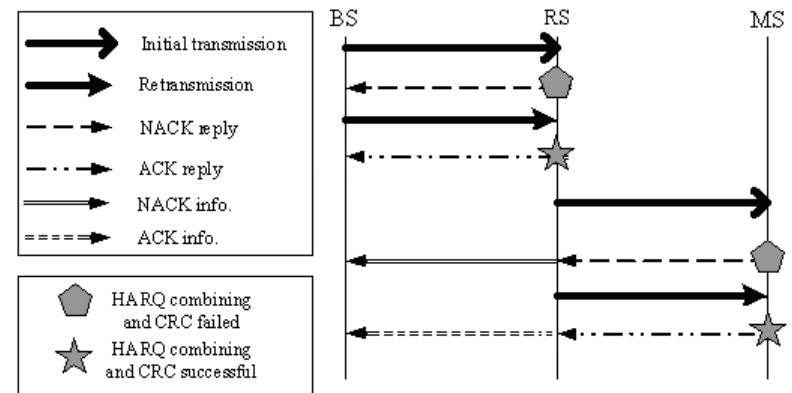 BS
RS
MS
Initial transmission
Retransmission
NACK reply
ACK reply
NACK info.
ACK info.
HARQ combining
and CRC failed
HARQ combining
and CRC successful